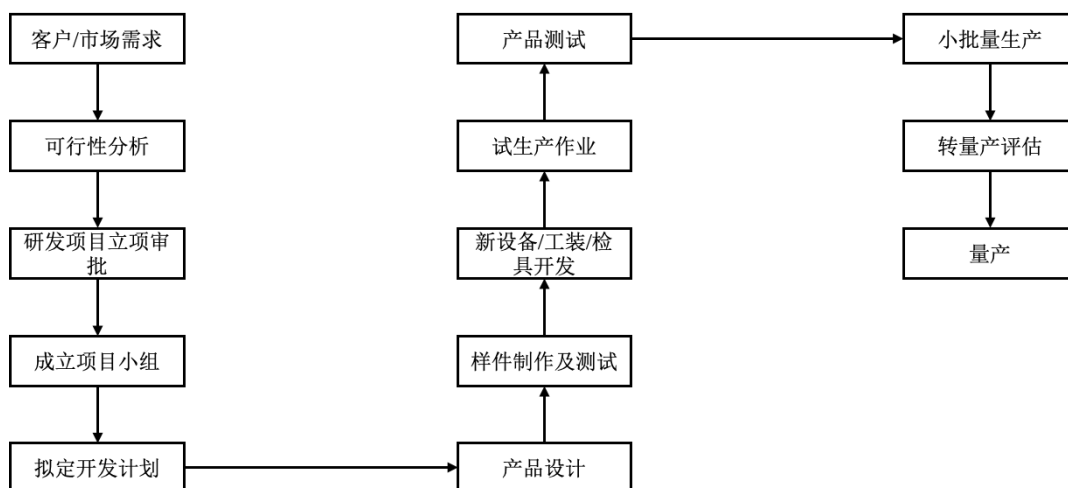 客户/市场需求
可行性分析
研发项目立项审
批
成立项目小组
拟定开发计划
产品设计
样件制作及测试
新设备/工装/检
具开发
试生产作业
产品测试
小批量生产
转量产评估
量产